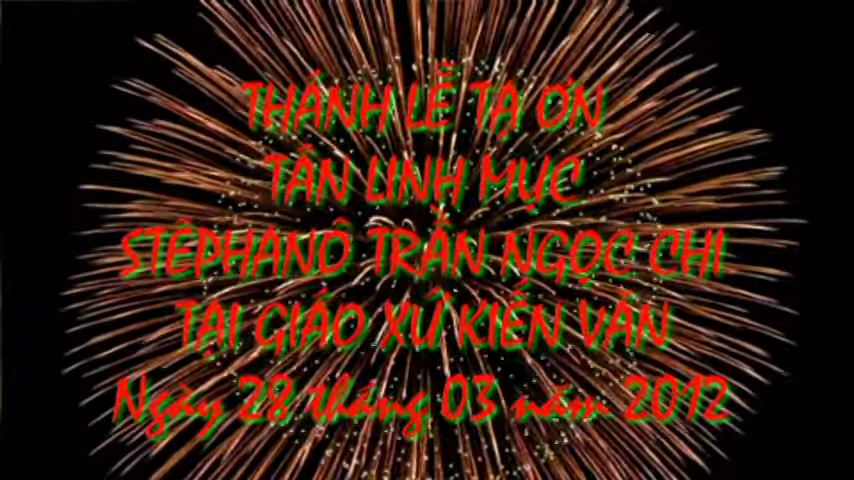 THÁNH LỄ TẠ ƠN
TÂN LINH MỤC
STÊPHANÔ TRẦN NGỌC CHI
TẠI GIÁO XỨ KIẾN VĂN
Ngày 28 tháng 03 năm 2012